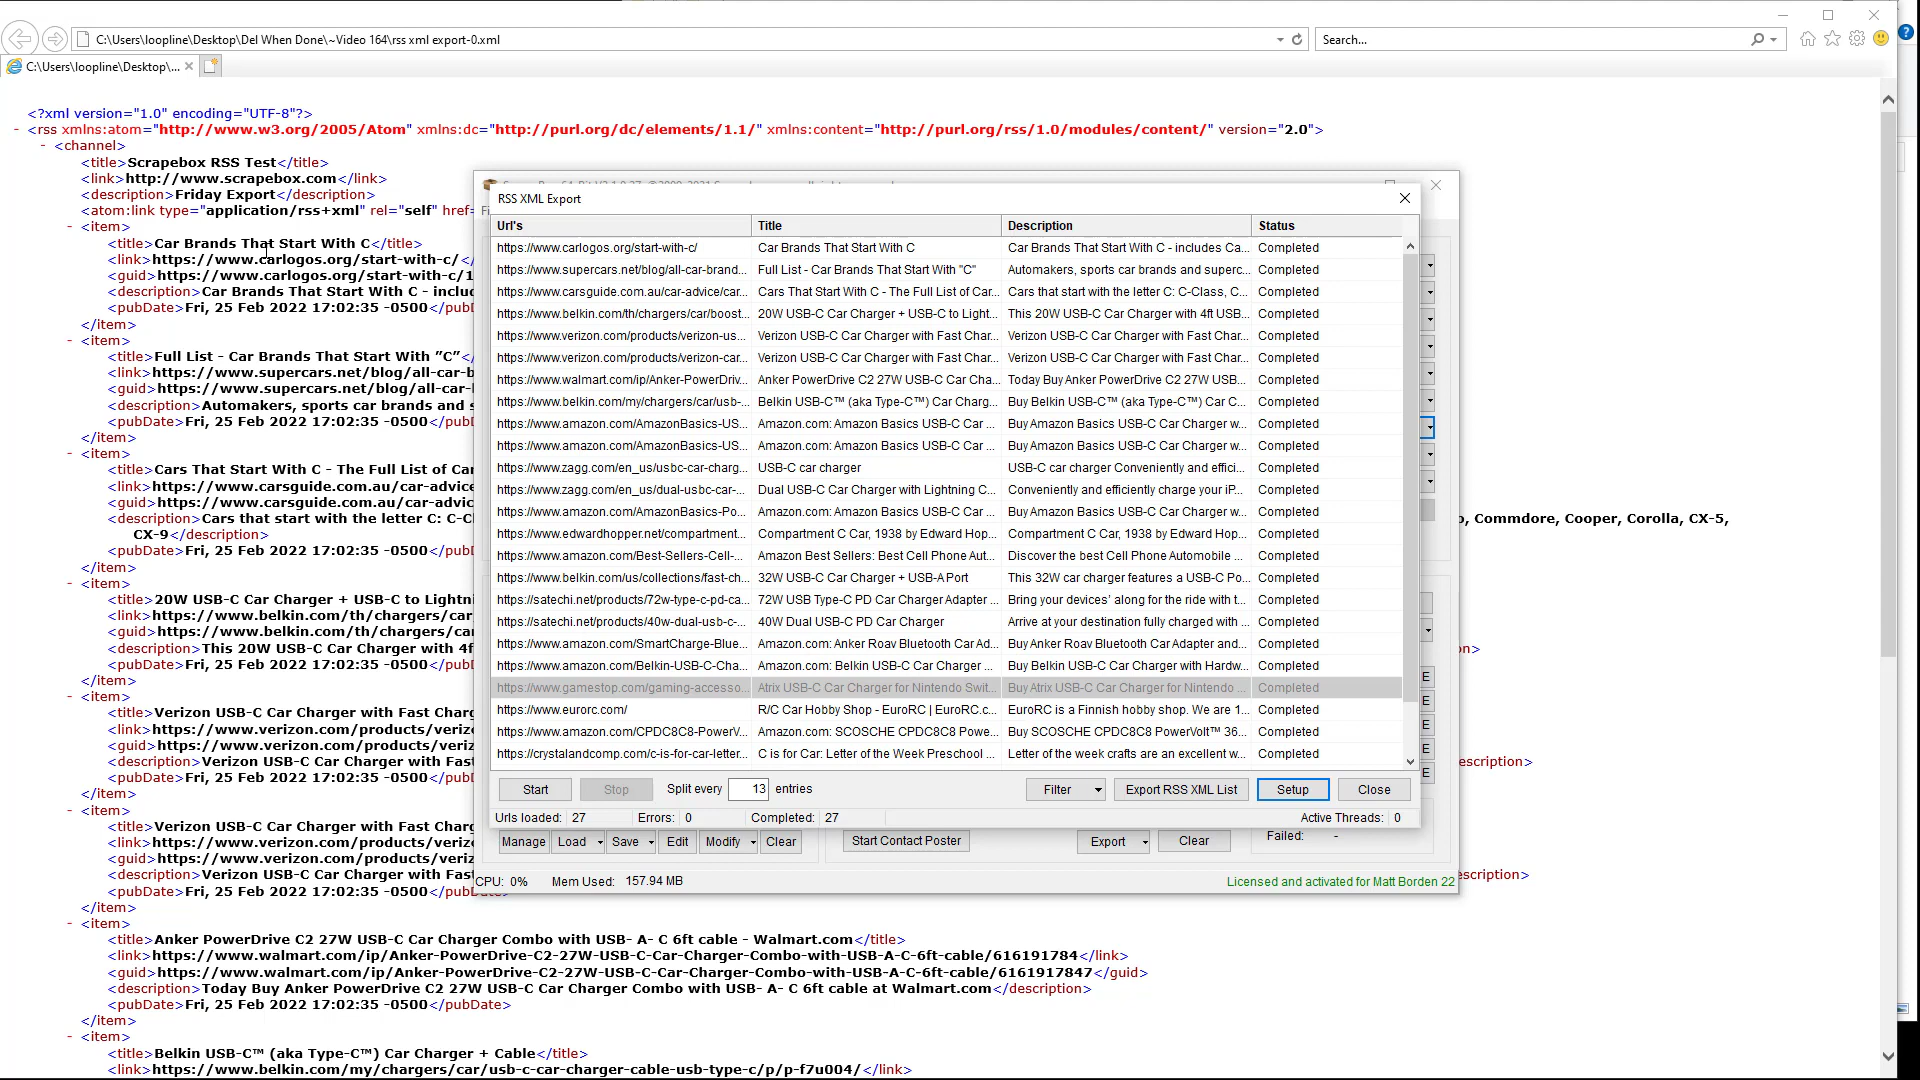 C:\Users\loopline\Desktop\Del When Done\~Video 164\rss xml export-0.xml
Search...
C:\Users\loopline\Desktop\...
<?xml version="1.0" encoding="UTF-8"?>
- <rss xmlns:atom="http://www.w3.org/2005/Atom" xmlns:dc="http://purl.org/dc/elements/1.1/" xmlns:content="http://purl.org/rss/1.0/modules/content/" version="2.0">
- <channel>
<title>Scrapebox RSS Test</title>
<link>http://www.scrapebox.com</link>
<description>Friday Export</description>
<atom:link type="application/rss+xml" rel="self" href=
- <item>
<title>Car Brands That Start With C</title>
<link>https://www.carlogos.org/start-with-c/</
<guid>https://www.carlogos.org/start-with-c/1
<description>Car Brands That Start With C - includ
<pubDate>Fri, 25 Feb 2022 17:02:35 -0500</pubD
</item>
- <item>
<title>Full List - Car Brands That Start With ”C”</
<link>https://www.supercars.net/blog/all-car-b
<guid>https://www.supercars.net/blog/all-car-
<description>Automakers, sports car brands and s
<pubDate>Fri, 25 Feb 2022 17:02:35 -0500</pubD
</item>
- <item>
<title>Cars That Start With C - The Full List of Car
<link>https://www.carsguide.com.au/car-advice
<guid>https://www.carsguide.com.au/car-advic
<description>Cars that start with the letter C: C-Cl
o, Commdore, Cooper, Corolla, CX-5,
CX-9</description>
<pubDate>Fri, 25 Feb 2022 17:02:35 -0500</pubD
</item>
- <item>
<title>20W USB-C Car Charger + USB-C to Lightni
<link>https://www.belkin.com/th/chargers/car/
<guid>https://www.belkin.com/th/chargers/ca
<description>This 20W USB-C Car Charger with 4f
<pubDate>Fri, 25 Feb 2022 17:02:35 -0500</pubD
</item>
- <item>
<title>Verizon USB-C Car Charger with Fast Charg
<link>https://www.verizon.com/products/verizo
<guid>https://www.verizon.com/products/veriz
<description>Verizon USB-C Car Charger with Fas
escription>
<pubDate>Fri, 25 Feb 2022 17:02:35 -0500</pubD
</item>
- <item>
<title>Verizon USB-C Car Charger with Fast Charg
<link>https://www.verizon.com/products/verizo
<guid>https://www.verizon.com/products/veriz
<description>Verizon USB-C Car Charger with Fas
scription>
<pubDate>Fri, 25 Feb 2022 17:02:35 -0500</pubD
</item>
- <item>
<title>Anker PowerDrive C2 27W USB-C Car Charger Combo with USB- A- C 6ft cable - Walmart.com</title>
<link>https://www.walmart.com/ip/Anker-PowerDrive-C2-27W-USB-C-Car-Charger-Combo-with-USB-A-C-6ft-cable/616191784</link>
<guid>https://www.walmart.com/ip/Anker-PowerDrive-C2-27W-USB-C-Car-Charger-Combo-with-USB-A-C-6ft-cable/6161917847</guid>
<description>Today Buy Anker PowerDrive C2 27W USB-C Car Charger Combo with USB- A- C 6ft cable at Walmart.com</description>
<pubDate>Fri, 25 Feb 2022 17:02:35 -0500</pubDate>
</item>
- <item>
<title>Belkin USB-C™ (aka Type-C™) Car Charger + Cable</title>
<link>https://www.belkin.com/my/chargers/car/usb-c-car-charger-cable-usb-type-c/p/p-f7u004/</link>
RSS XML Export
Url's Title Description Status
https://www.carlogos.org/start-with-c/ Car Brands That Start With C Car Brands That Start With C - includes Ca... Completed
https://www.supercars.net/blog/all-car-brand... Full List - Car Brands That Start With "C" Automakers, sports car brands and superc... Completed
https://www.carsguide.com.au/car-advice/car... Cars That Start With C - The Full List of Car... Cars that start with the letter C: C-Class, C... Completed
https://www.belkin.com/th/chargers/car/boost... 20W USB-C Car Charger + USB-C to Light... This 20W USB-C Car Charger with 4ft USB... Completed
https://www.verizon.com/products/verizon-us... Verizon USB-C Car Charger with Fast Char... Verizon USB-C Car Charger with Fast Char... Completed
https://www.verizon.com/products/verizon-car... Verizon USB-C Car Charger with Fast Char... Verizon USB-C Car Charger with Fast Char... Completed
https://www.walmart.com/ip/Anker-PowerDriv... Anker PowerDrive C2 27W USB-C Car Cha... Today Buy Anker PowerDrive C2 27W USB... Completed
https://www.belkin.com/my/chargers/car/usb-... Belkin USB-C™ (aka Type-C™) Car Charg... Buy Belkin USB-C™ (aka Type-C™) Car C... Completed
https://www.amazon.com/AmazonBasics-US... Amazon.com: Amazon Basics USB-C Car ... Buy Amazon Basics USB-C Car Charger w... Completed
https://www.amazon.com/AmazonBasics-US... Amazon.com: Amazon Basics USB-C Car ... Buy Amazon Basics USB-C Car Charger w... Completed
https://www.zagg.com/en_us/usbc-car-charg... USB-C car charger USB-C car charger Conveniently and effici... Completed
https://www.zagg.com/en_us/dual-usbc-car-... Dual USB-C Car Charger with Lightning C... Conveniently and efficiently charge your iP... Completed
https://www.amazon.com/AmazonBasics-Po... Amazon.com: Amazon Basics USB-C Car ... Buy Amazon Basics USB-C Car Charger w... Completed
https://www.edwardhopper.net/compartment... Compartment C Car, 1938 by Edward Hop... Compartment C Car, 1938 by Edward Hop... Completed
https://www.amazon.com/Best-Sellers-Cell-... Amazon Best Sellers: Best Cell Phone Aut... Discover the best Cell Phone Automobile ... Completed
https://www.belkin.com/us/collections/fast-ch... 32W USB-C Car Charger + USB-A Port This 32W car charger features a USB-C Po... Completed
https://satechi.net/products/72w-type-c-pd-ca... 72W USB Type-C PD Car Charger Adapter ... Bring your devices’ along for the ride with t... Completed
https://satechi.net/products/40w-dual-usb-c-... 40W Dual USB-C PD Car Charger Arrive at your destination fully charged with ... Completed
https://www.amazon.com/SmartCharge-Blue... Amazon.com: Anker Roav Bluetooth Car Ad... Buy Anker Roav Bluetooth Car Adapter and... Completed
https://www.amazon.com/Belkin-USB-C-Cha... Amazon.com: Belkin USB-C Car Charger ... Buy Belkin USB-C Car Charger with Hardw... Completed
https://www.gamestop.com/gaming-accesso... Atrix USB-C Car Charger for Nintendo Swit... Buy Atrix USB-C Car Charger for Nintendo ... Completed
https://www.eurorc.com/ R/C Car Hobby Shop - EuroRC | EuroRC.c... EuroRC is a Finnish hobby shop. We are 1... Completed
https://www.amazon.com/CPDC8C8-PowerV... Amazon.com: SCOSCHE CPDC8C8 Powe... Buy SCOSCHE CPDC8C8 PowerVolt™ 36... Completed
https://crystalandcomp.com/c-is-for-car-letter... C is for Car: Letter of the Week Preschool ... Letter of the week crafts are an excellent w... Completed
Start Stop Split every 13 entries Filter Export RSS XML List Setup Close
Urls loaded: 27 Errors: 0 Completed: 27 Active Threads: 0
n>
E
E
E
E
E
Failed: -
Manage Load Save Edit Modify Clear Start Contact Poster Export Clear
CPU: 0% Mem Used: 157.94 MB Licensed and activated for Matt Borden 22